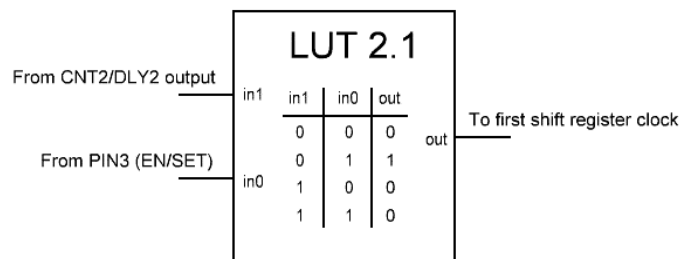 LUT 2.1
From CNT2/DLY2 output
in1
in1 in0 out
0 0 0
0 1 1
1 0 0
1 1 0
out
To first shift register clock
From PIN3 (EN/SET)
in0